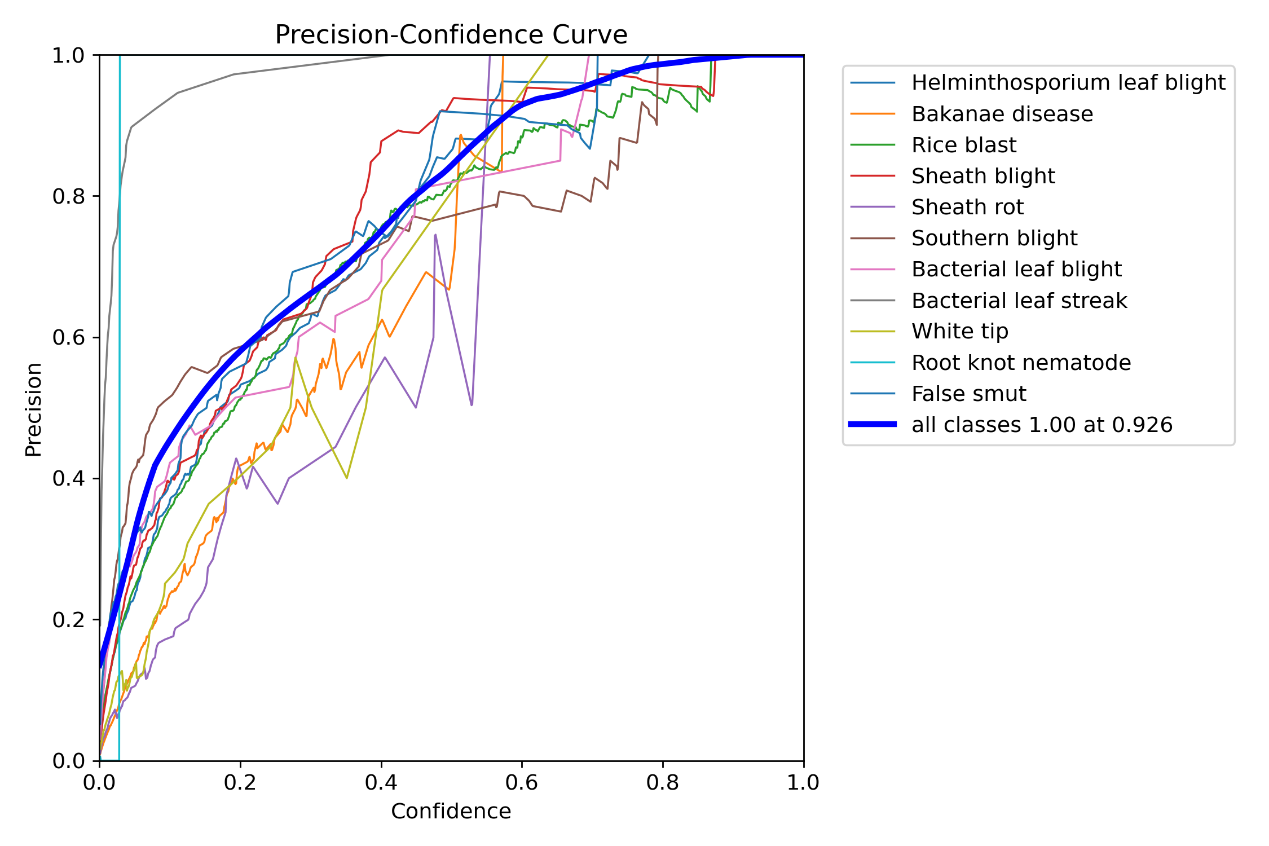 Precision-Confidence Curve
1.0
0.8
0.6
0.4
0.2
0.0
Precision
0.0 0.2 0.4 0.6 0.8 1.0
Confidence
Helminthosporium leaf blight
Bakanae disease
Rice blast
Sheath blight
Sheath rot
Southern blight
Bacterial leaf blight
Bacterial leaf streak
White tip
Root knot nematode
False smut
all classes 1.00 at 0.926